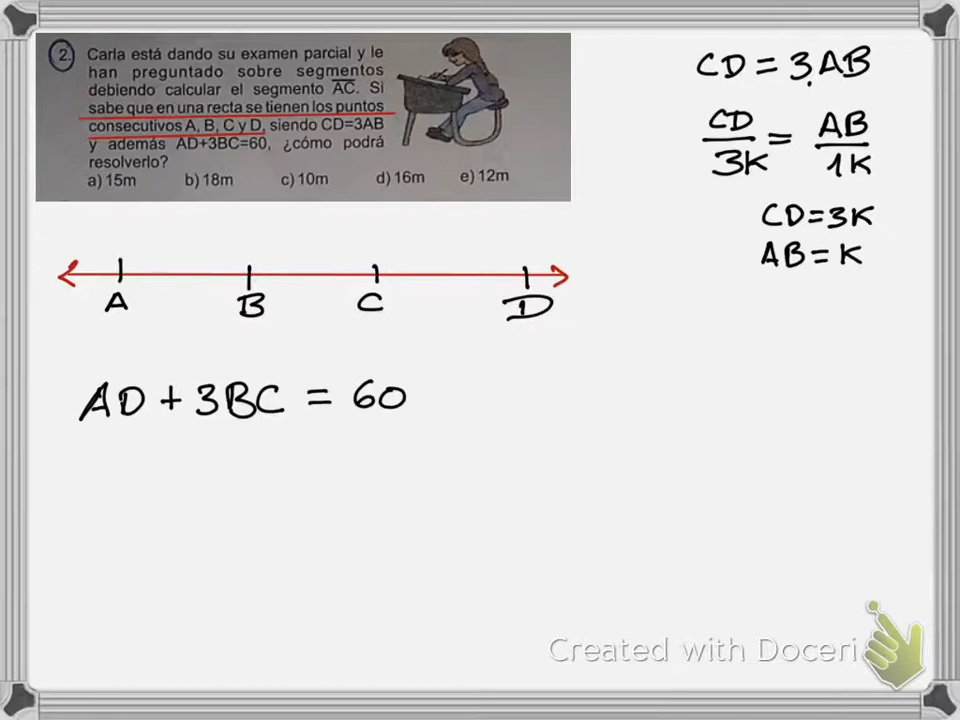 2. Carla está dando su examen parcial y le
han preguntado sobre segmentos
debiendo calcular el segmento AC. Si
sabe que en una recta se tienen los puntos
consecutivos A, B, C y D, siendo CD=3AB
y además AD+3BC=60, ¿cómo podrá
resolverlo?
a) 15m b) 18m c) 10m d) 16m e) 12m
CD = 3.AB
CD/3K = AB/1K
CD = 3K
AB = K
A B C D
AD + 3BC = 60
Created with Doceri